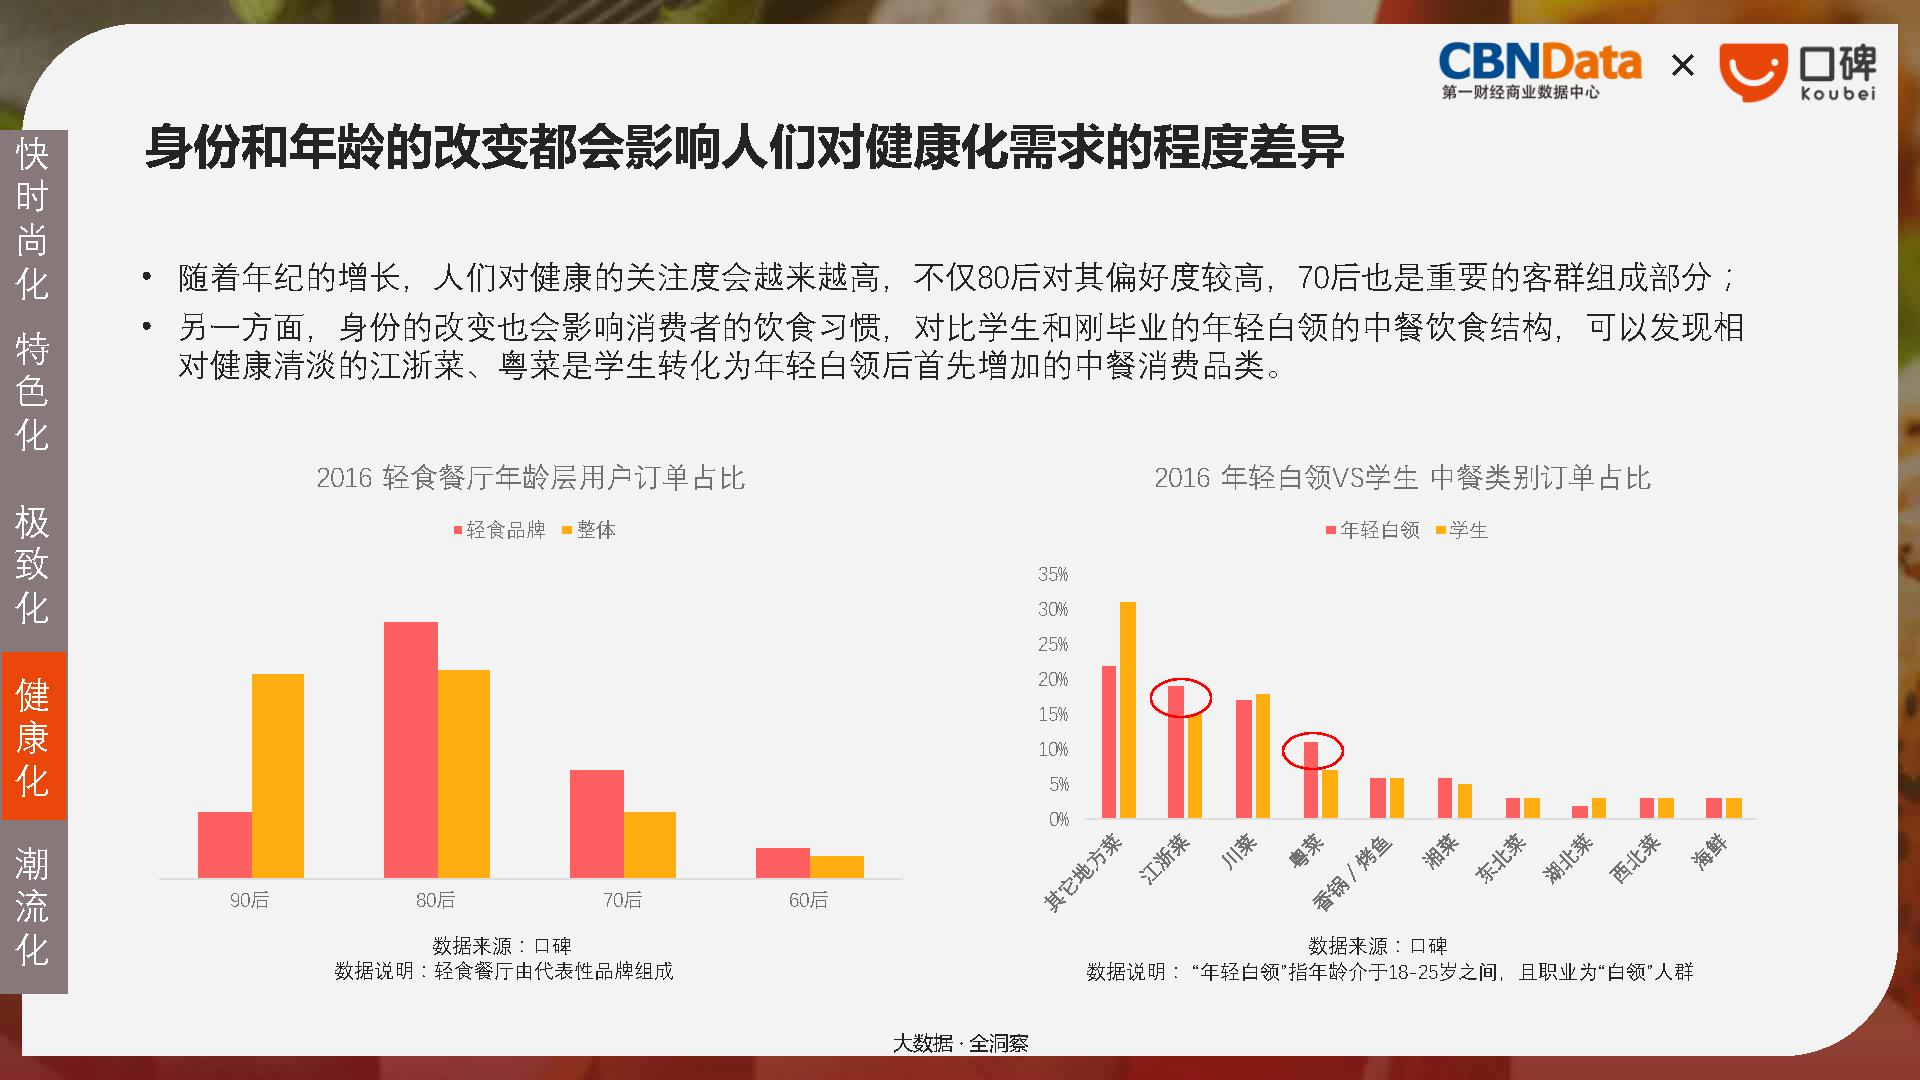 CBNData
第一财经商业数据中心
×
口碑
Koubei
身份和年龄的改变都会影响人们对健康化需求的程度差异
快时尚化
特色化
极致化
健康化
潮流化
• 随着年纪的增长，人们对健康的关注度会越来越高，不仅80后对其偏好度较高，70后也是重要的客群组成部分；
• 另一方面，身份的改变也会影响消费者的饮食习惯，对比学生和刚毕业的年轻白领的中餐饮食结构，可以发现相
对健康清淡的江浙菜、粤菜是学生转化为年轻白领后首先增加的中餐消费品类。
2016 轻食餐厅年龄层用户订单占比
轻食品牌 整体
90后 80后 70后 60后
数据来源：口碑
数据说明：轻食餐厅由代表性品牌组成
2016 年轻白领VS学生 中餐类别订单占比
年轻白领 学生
35%
30%
25%
20%
15%
10%
5%
0%
其它地方菜 江浙菜 川菜 粤菜 香锅/烤鱼 湘菜 东北菜 湖北菜 西北菜 海鲜
数据来源：口碑
数据说明：“年轻白领”指年龄介于18-25岁之间，且职业为“白领”人群
大数据·全洞察